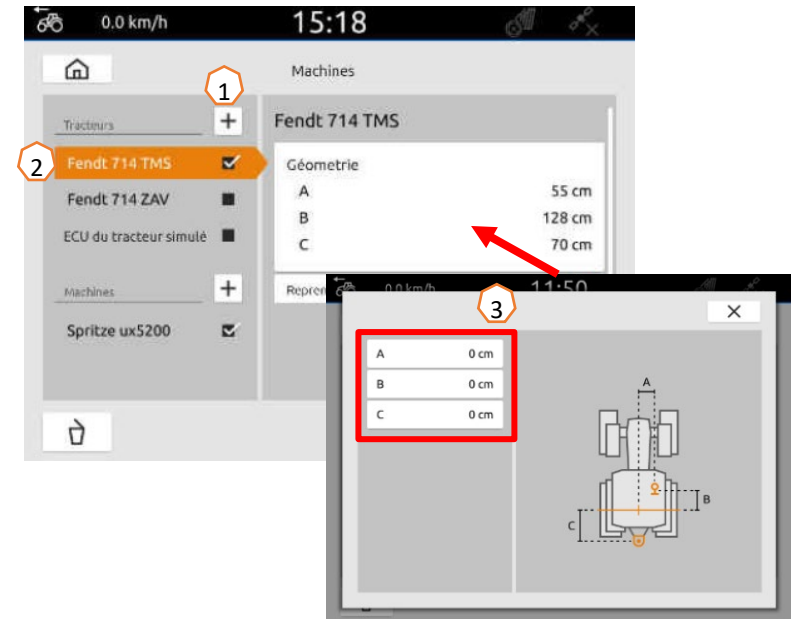 0.0 km/h 15:18
Machines
1
Tracteurs +
Fendt 714 TMS
2
Fendt 714 TMS
Fendt 714 ZAV
ECU du tracteur simulé
Géometrie
A 55 cm
B 128 cm
C 70 cm
Machines +
Spritze ux5200
Repren
0.0 km/h 11:50
3
A 0 cm
B 0 cm
C 0 cm
A
B
C